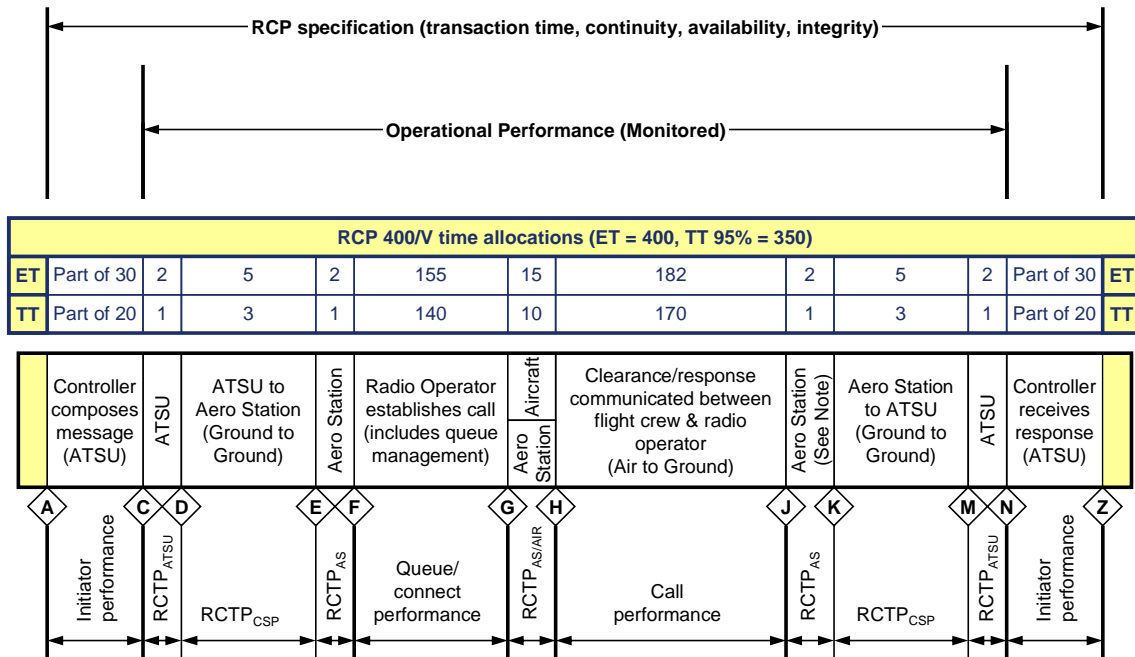 RCP specification (transaction time, continuity, availability, integrity)
Operational Performance (Monitored)
RCP 400/V time allocations (ET = 400, TT 95% = 350)
ET Part of 30 2 5 2 155 15 182 2 5 2 Part of 30 ET
TT Part of 20 1 3 1 140 10 170 1 3 1 Part of 20 TT
Controller
composes
message
(ATSU)
ATSU
ATSU to
Aero Station
(Ground to
Ground)
Aero Station
Radio Operator
establishes call
(includes queue
management)
Aircraft
Aero
Station
Clearance/response
communicated between
flight crew & radio
operator
(Air to Ground)
Aero Station
(See Note)
Aero Station
to ATSU
(Ground to
Ground)
ATSU
Controller
receives
response
(ATSU)
A C D E F G H J K M N Z
Initiator
performance
RCTPATSU
RCTPCSP
RCTPAS
Queue/
connect
performance
RCTPAS/AIR
Call
performance
RCTPAS
RCTPCSP
RCTPATSU
Initiator
performance